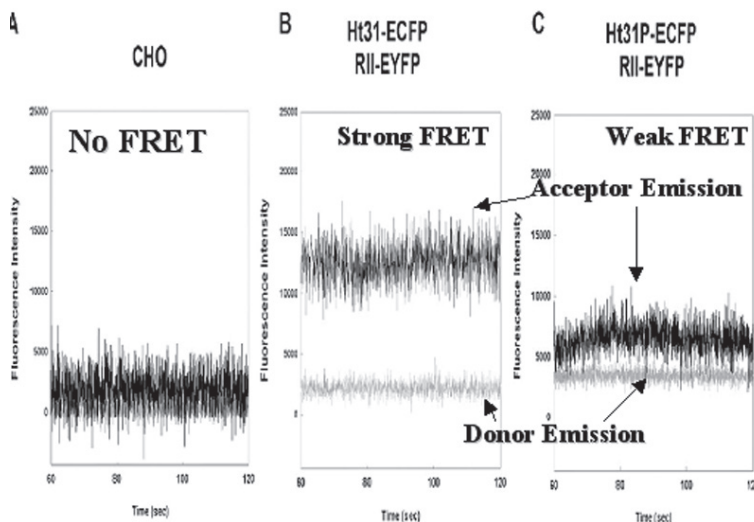 A
CHO
No FRET
Fluorescence Intensity
25000
20000
15000
10000
5000
0
60
80
100
120
Time (sec)
B
Ht31-ECFP
RII-EYFP
Strong FRET
Fluorescence Intensity
25000
20000
15000
10000
5000
0
60
80
100
120
Time (sec)
C
Ht31P-ECFP
RII-EYFP
Weak FRET
Acceptor Emission
Donor Emission
Fluorescence Intensity
25000
20000
15000
10000
5000
0
60
80
100
12
Time (sec)